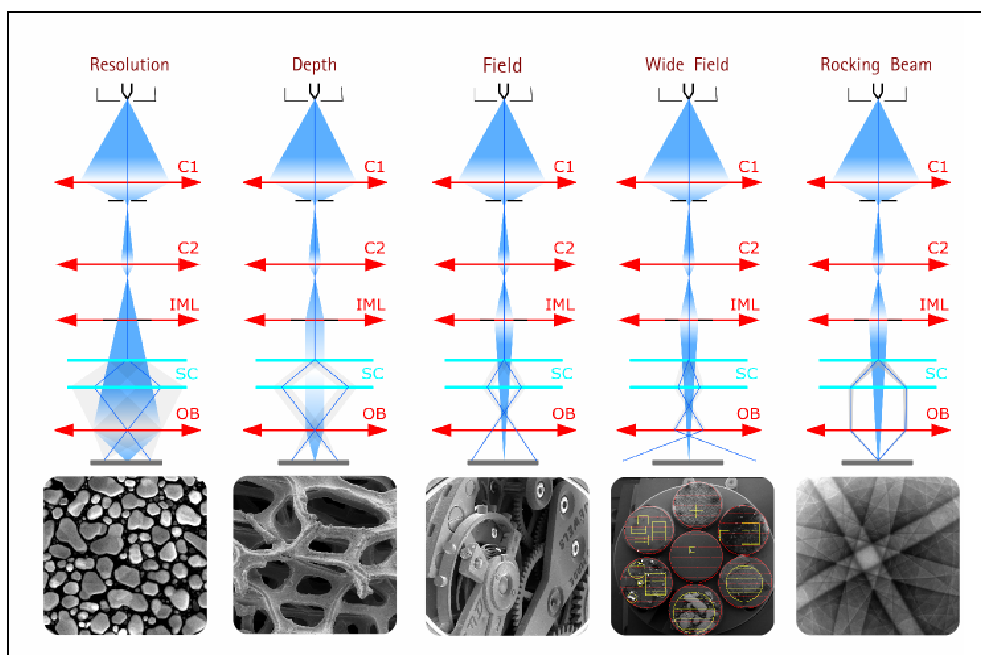 Resolution
Depth
Field
Wide Field
Rocking Beam
C1
C1
C1
C1
C1
C2
C2
C2
C2
C2
IML
IML
IML
IML
IML
SC
SC
SC
SC
SC
OB
OB
OB
OB
OB